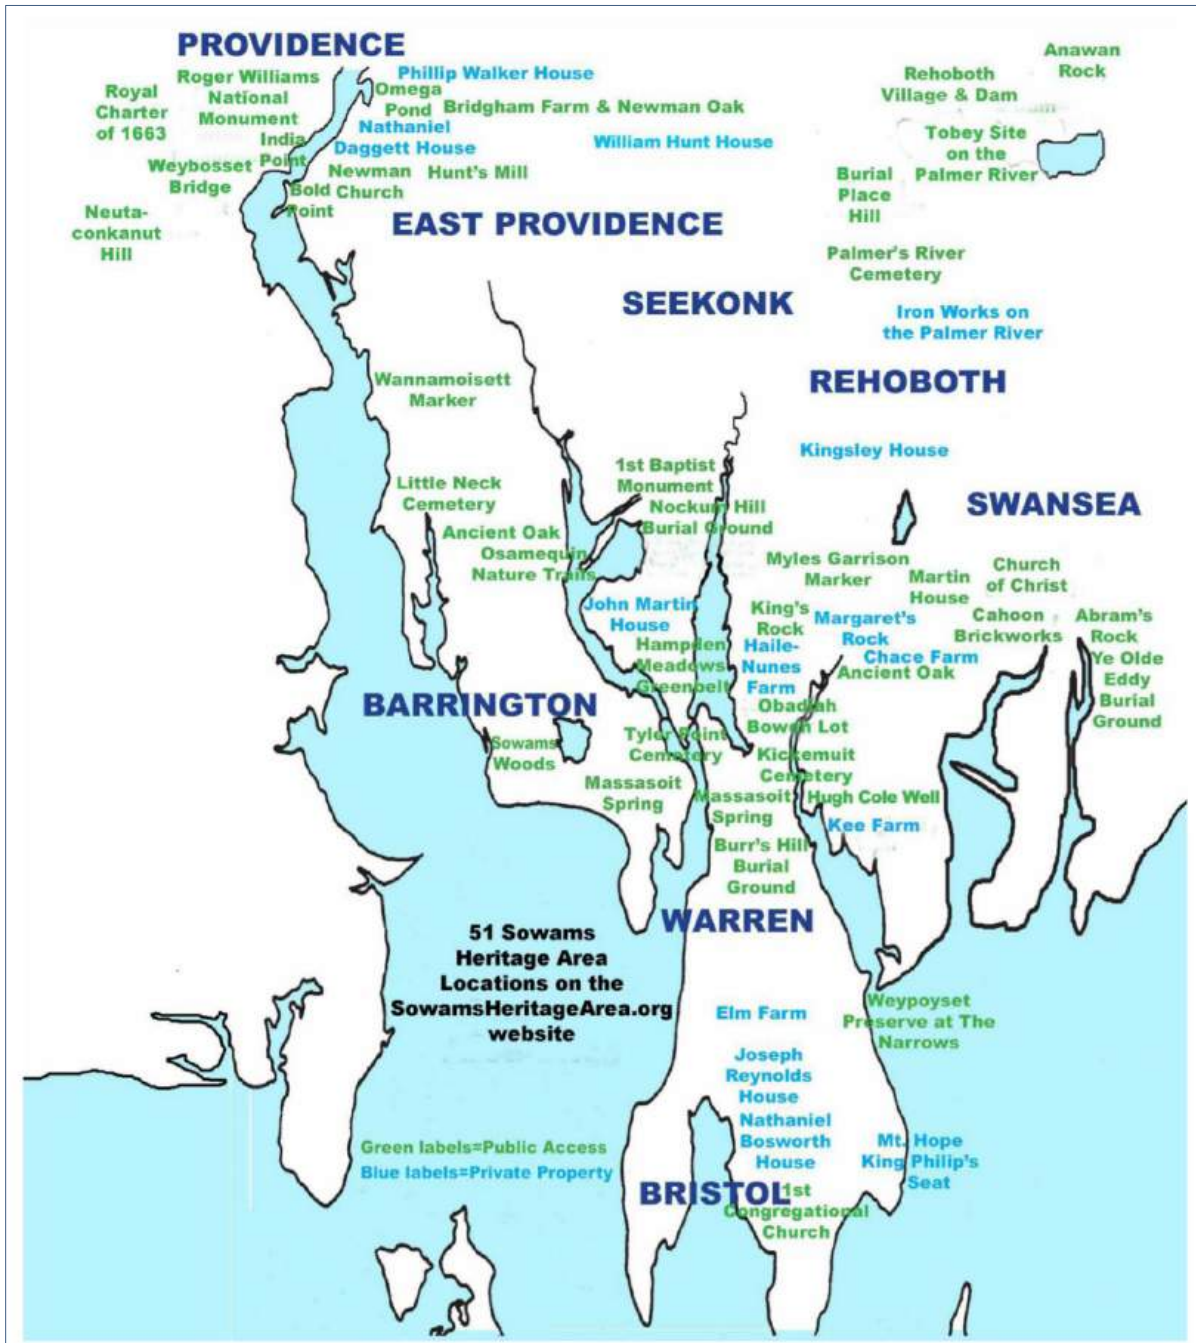 PROVIDENCE
Royal
Charter
of 1663
Roger Williams
National
Monument
Phillip Walker House
Omega
Pond
Bridgham Farm & Newman Oak
Nathaniel
Daggett House
William Hunt House
India
Point
Weybosset
Bridge
Newman
Church
Hunt's Mill
Bold
Point
Neuta-
conkanut
Hill
Anawan
Rock
Rehoboth
Village & Dam
Tobey Site
on the
Palmer River
Burial
Place
Hill
EAST PROVIDENCE
Palmer's River
Cemetery
SEEKONK
Iron Works on
the Palmer River
REHOBOTH
Wannamoisett
Marker
Kingsley House
1st Baptist
Monument
Little Neck
Cemetery
Nockum Hill
Burial Ground
SWANSEA
Ancient Oak
Osamequin
Nature Trails
Myles Garrison
Marker
Martin
House
Church
of Christ
John Martin
House
King's
Rock
Margaret's
Rock
Cahoon
Brickworks
Abram's
Rock
Hampden
Meadows
Greenbelt
Haile-
Nunes
Farm
Chace Farm
Ancient Oak
Ye Olde
Eddy
Burial
Ground
BARRINGTON
Obadiah
Bowen Lot
Sowams
Woods
Tyler Point
Cemetery
Kickemuit
Cemetery
Massasoit
Spring
Massasoit
Spring
Hugh Cole Well
Kee Farm
Burr's Hill
Burial
Ground
WARREN
51 Sowams
Heritage Area
Locations on the
SowamsHeritageArea.org
website
Weypoyset
Preserve at The
Narrows
Elm Farm
Joseph
Reynolds
House
Nathaniel
Bosworth
House
Mt. Hope
King Philip's
Seat
Green labels=Public Access
Blue labels=Private Property
BRISTOL
1st
Congregational
Church